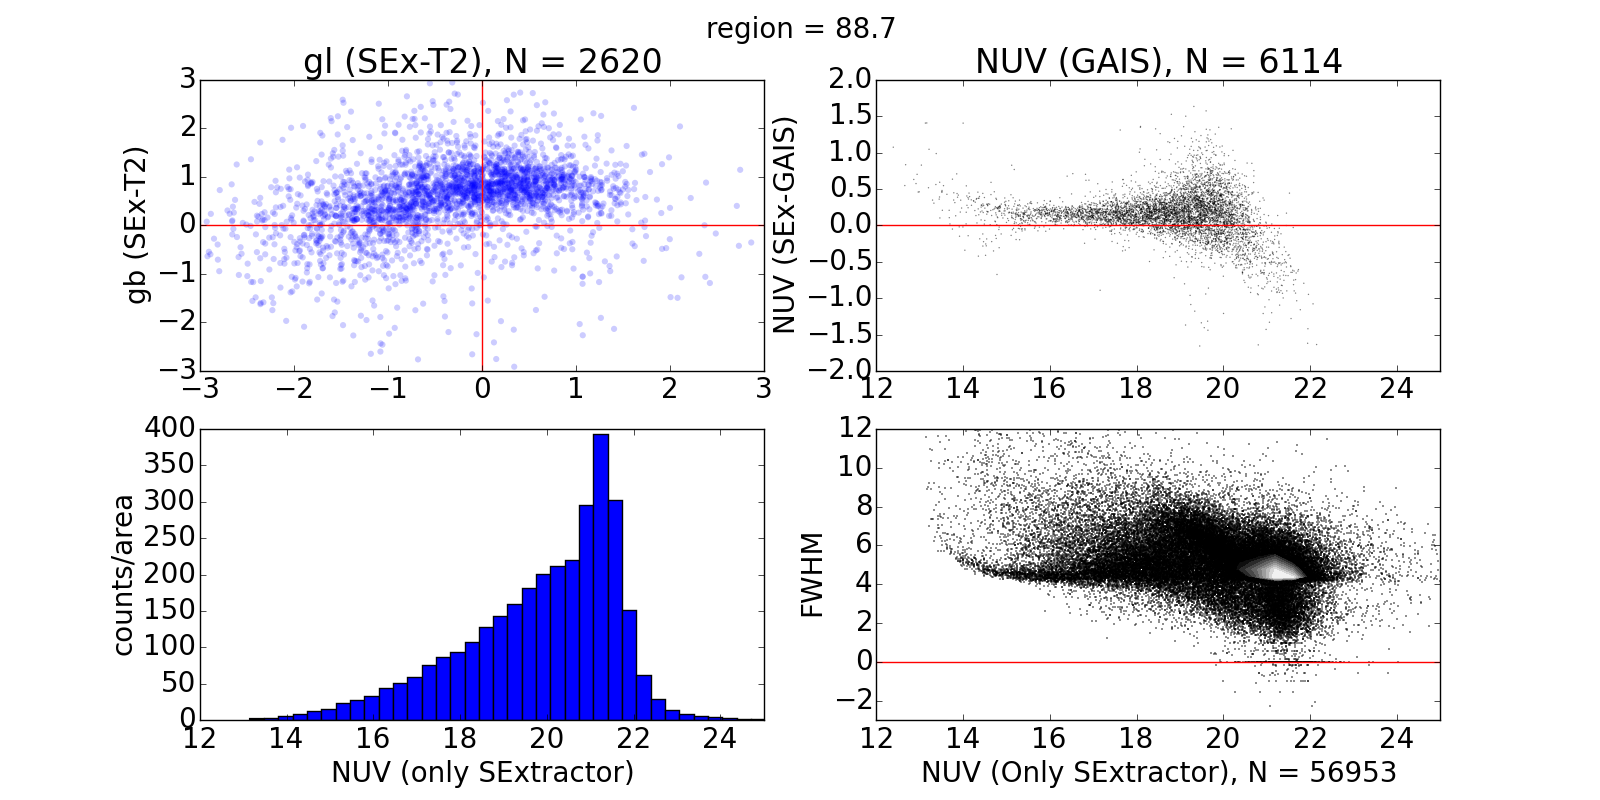 region = 88.7
gl (SEx-T2), N = 2620
3
2
1
0
−1
−2
−3
gb (SEx-T2)
−3 −2 −1 0 1 2 3
NUV (GAIS), N = 6114
2.0
1.5
1.0
0.5
0.0
−0.5
−1.0
−1.5
−2.0
NUV (SEx-GAIS)
12 14 16 18 20 22 24
400
350
300
250
200
150
100
50
0
counts/area
12 14 16 18 20 22 24
NUV (only SExtractor)
12
10
8
6
4
2
0
−2
FWHM
12 14 16 18 20 22 24
NUV (Only SExtractor), N = 56953